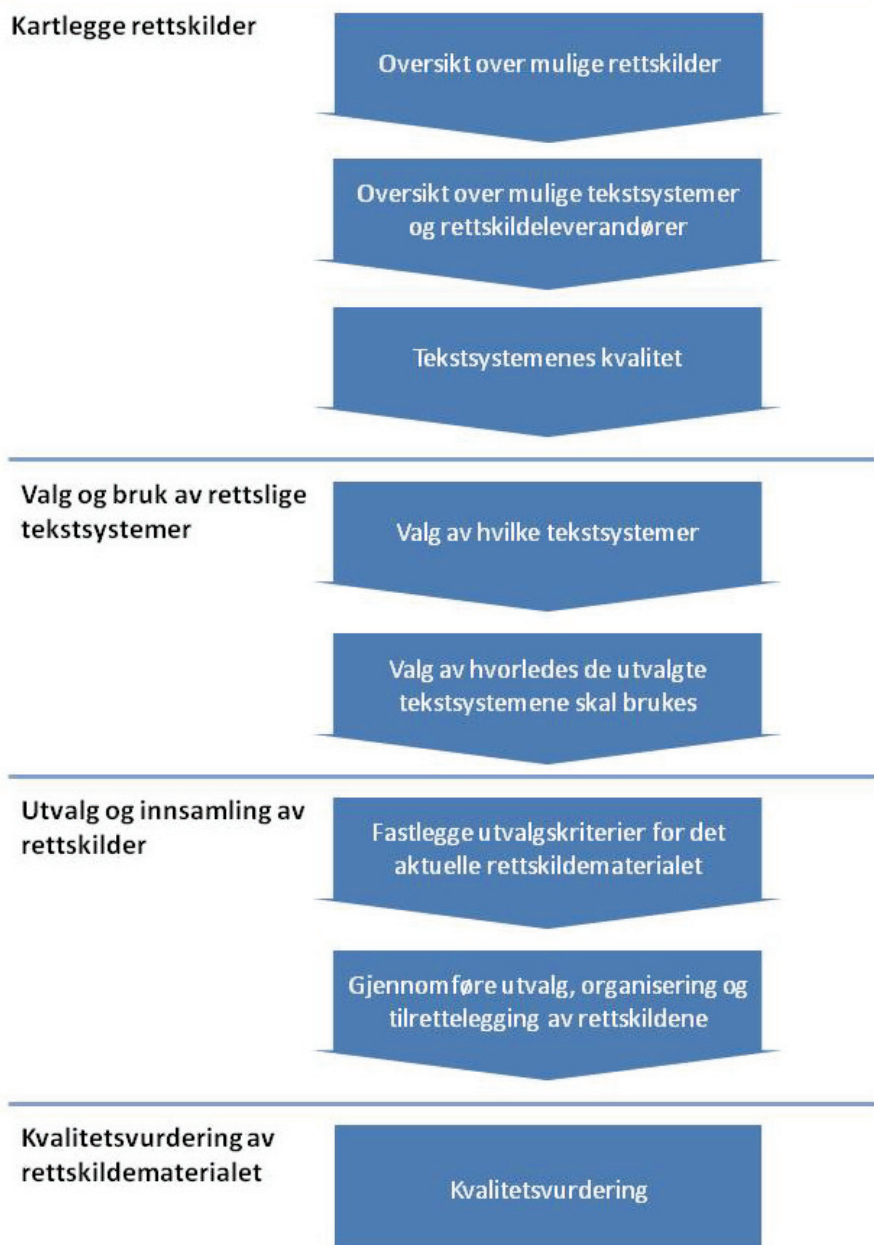 Kartlegge rettskilder
Oversikt over mulige rettskilder
Oversikt over mulige tekstsystemer
og rettskildeleverandører
Tekstsystemenes kvalitet
Valg og bruk av rettslige
tekstsystemer
Valg av hvilke tekstsystemer
Valg av hvorledes de utvalgte
tekstsystemene skal brukes
Utvalg og innsamling av
rettskilder
Fastlegge utvalgskriterier for det
aktuelle rettskildematerialet
Gjennomføre utvalg, organisering og
tilrettelegging av rettskildene
Kvalitetsvurdering av
rettskildematerialet
Kvalitetsvurdering